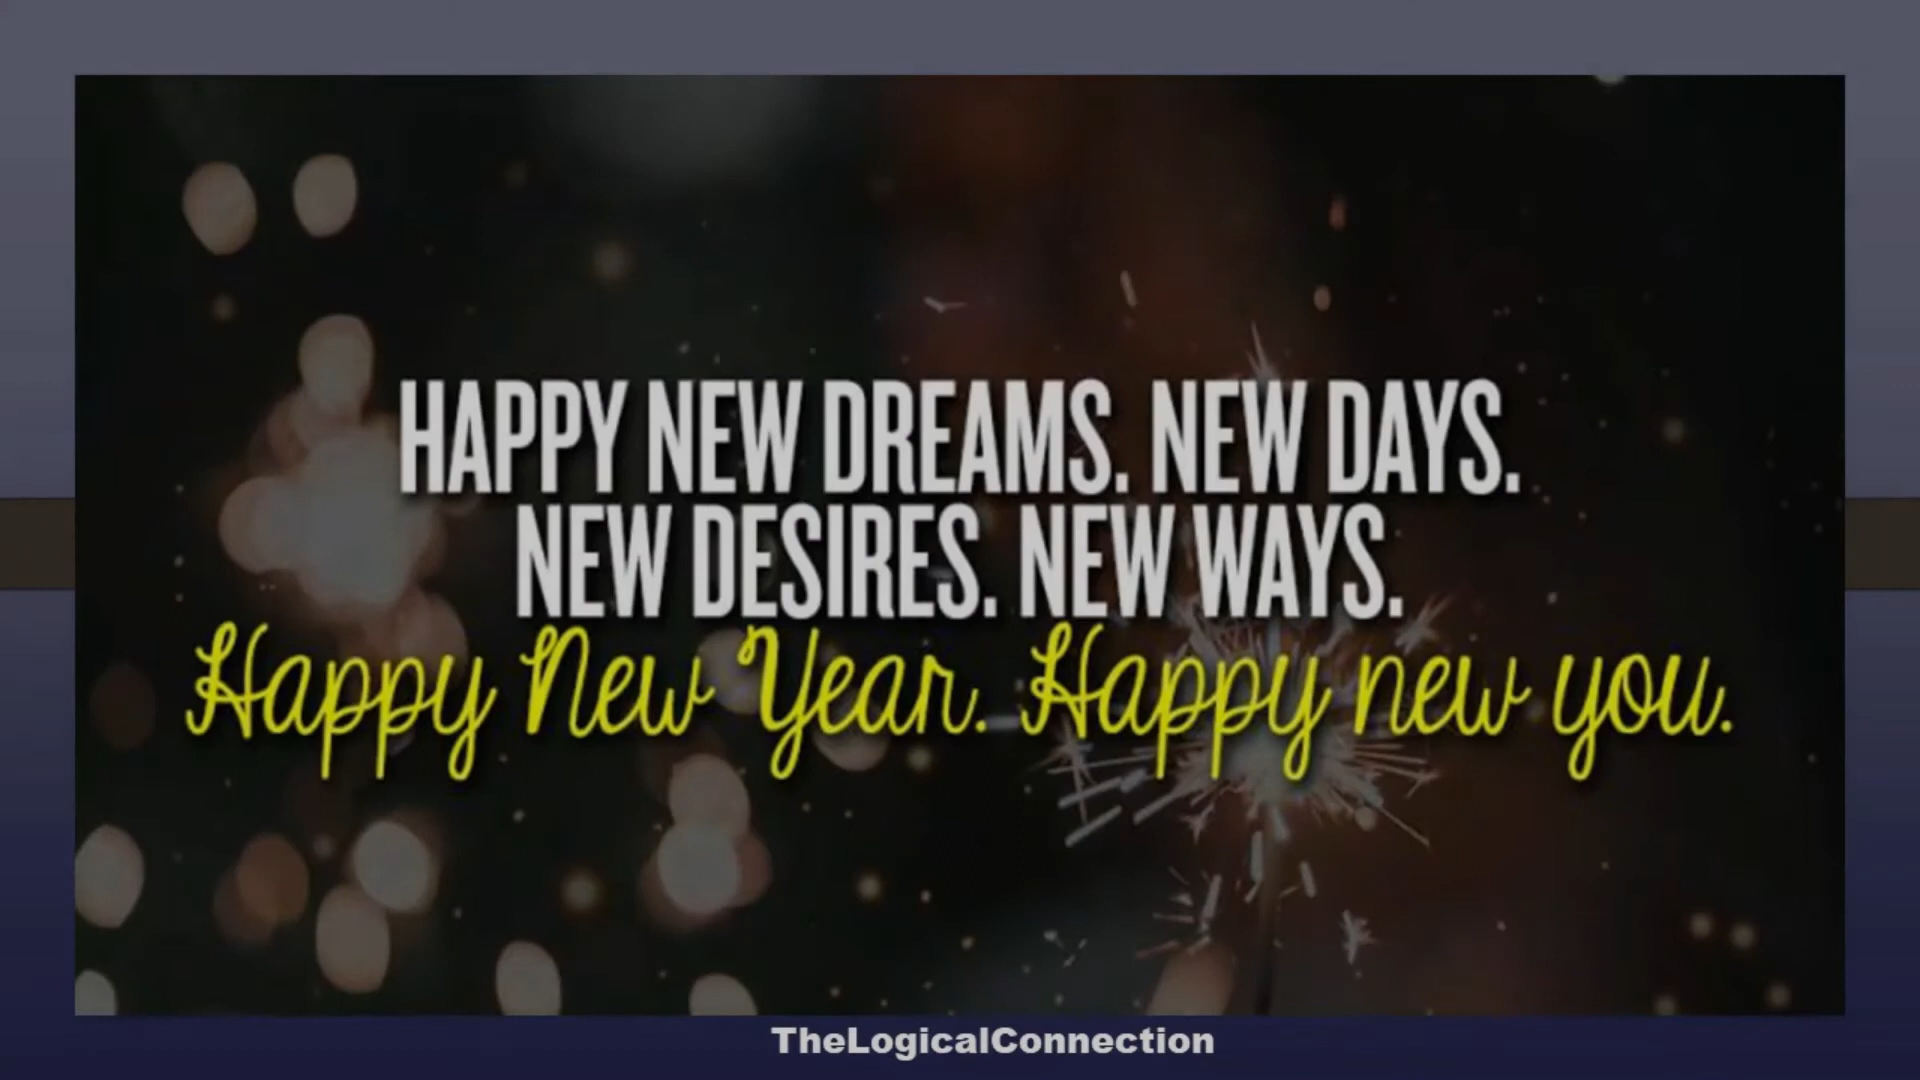 HAPPY NEW DREAMS. NEW DAYS.
NEW DESIRES. NEW WAYS.
Happy New Year. Happy new you.
TheLogicalConnection